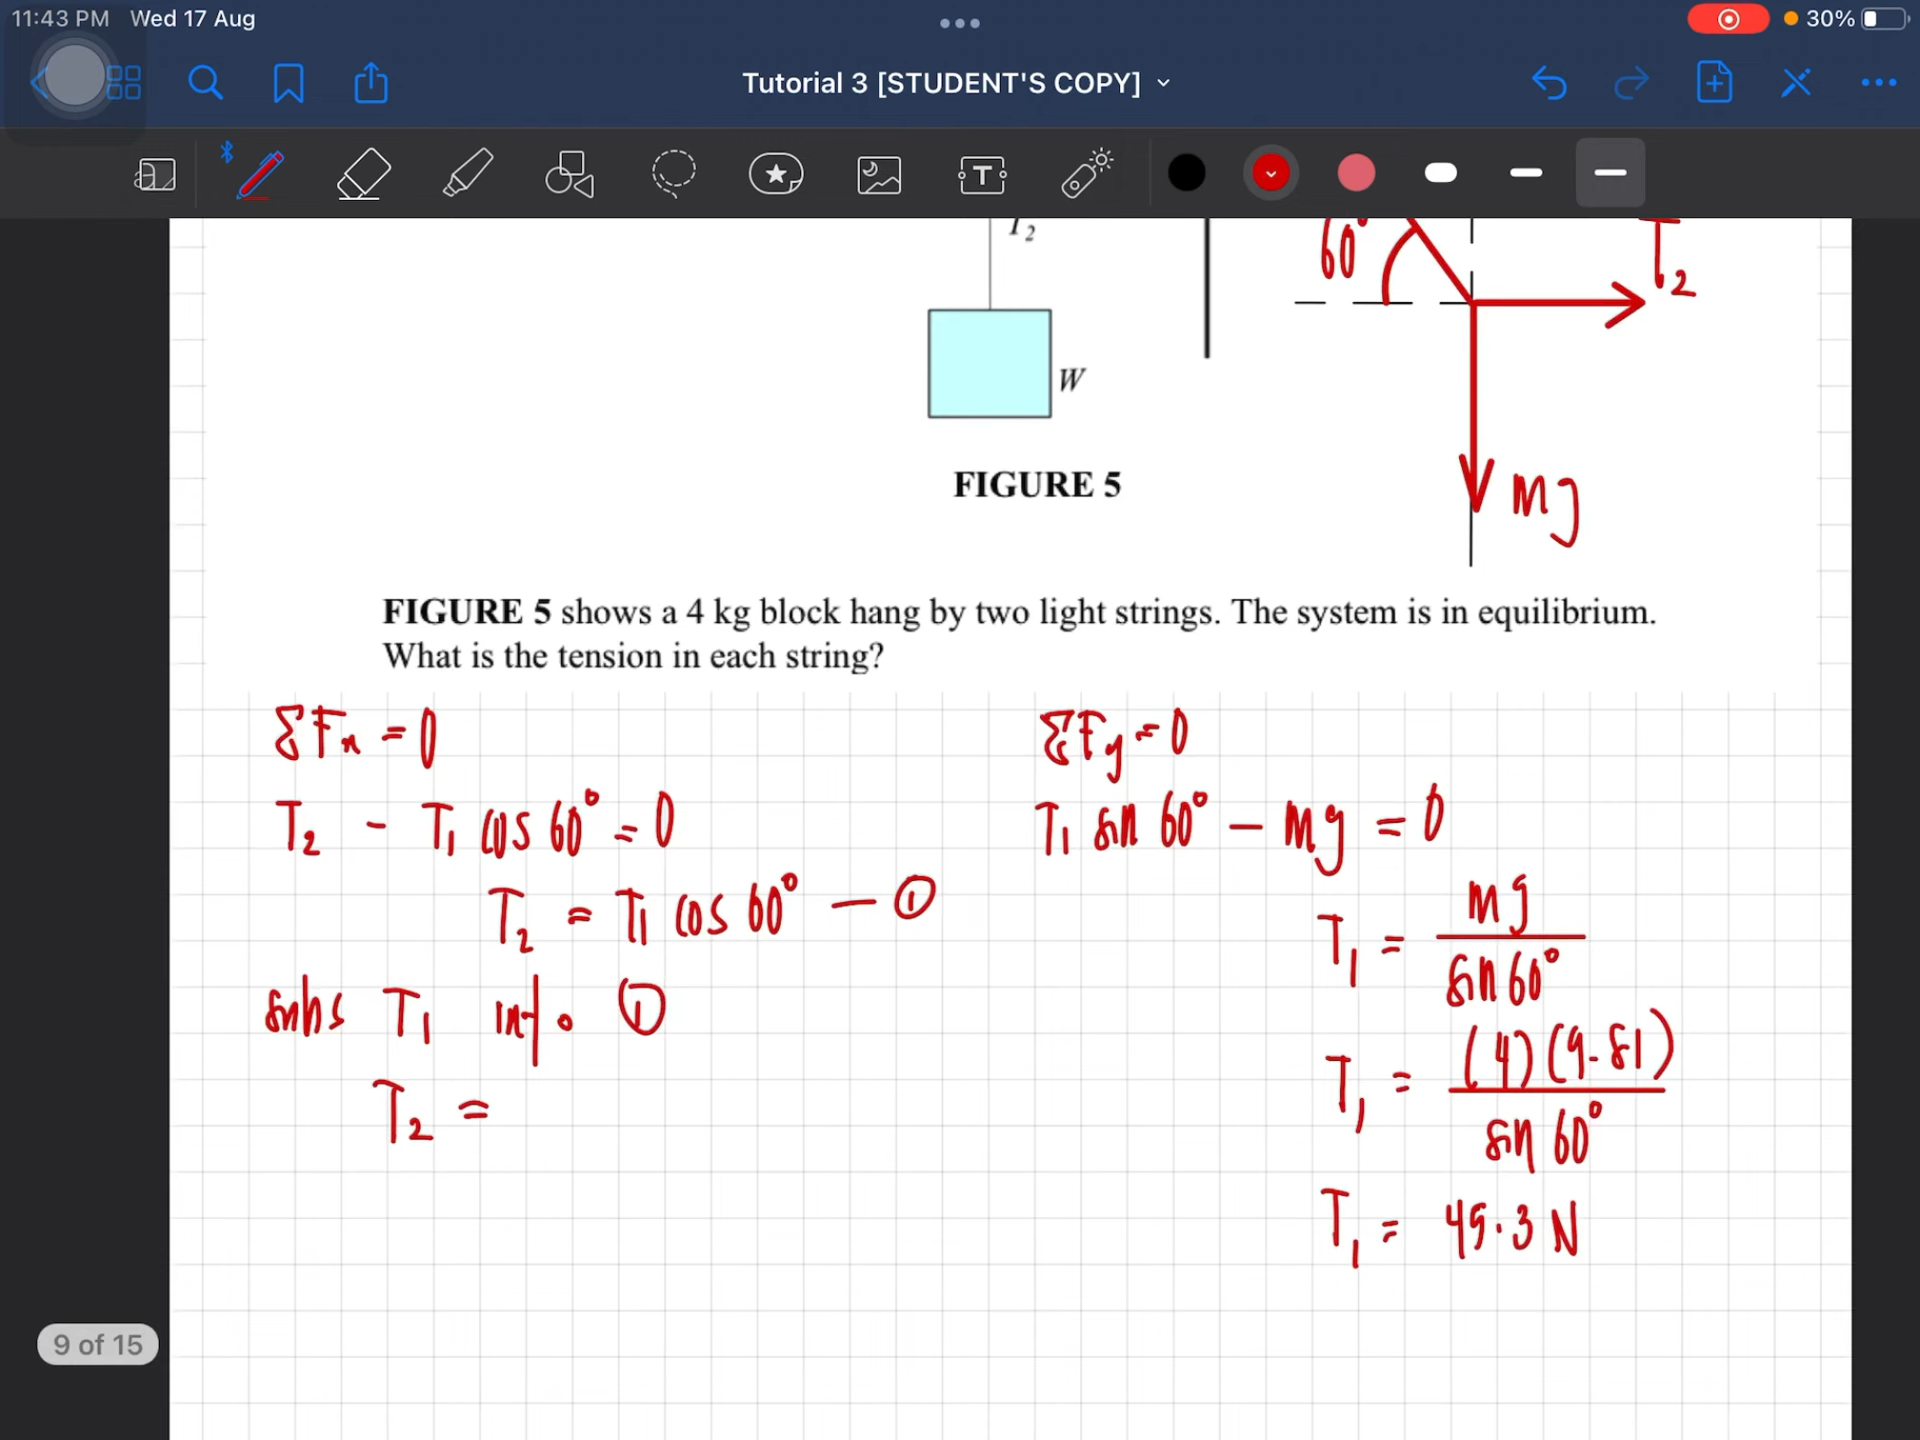 11:43 PM Wed 17 Aug
30%
Tutorial 3 [STUDENT'S COPY]
T2
60°
T2
W
FIGURE 5
mg
FIGURE 5 shows a 4 kg block hang by two light strings. The system is in equilibrium.
What is the tension in each string?
ΣFx = 0
T2 - T1 cos 60° = 0
T2 = T1 cos 60° — ①
subs T1 into ①
T2 =
ΣFy = 0
T1 sin 60° - mg = 0
T1 = mg / sin 60°
T1 = (4)(9.81) / sin 60°
T1 = 45.3 N
9 of 15